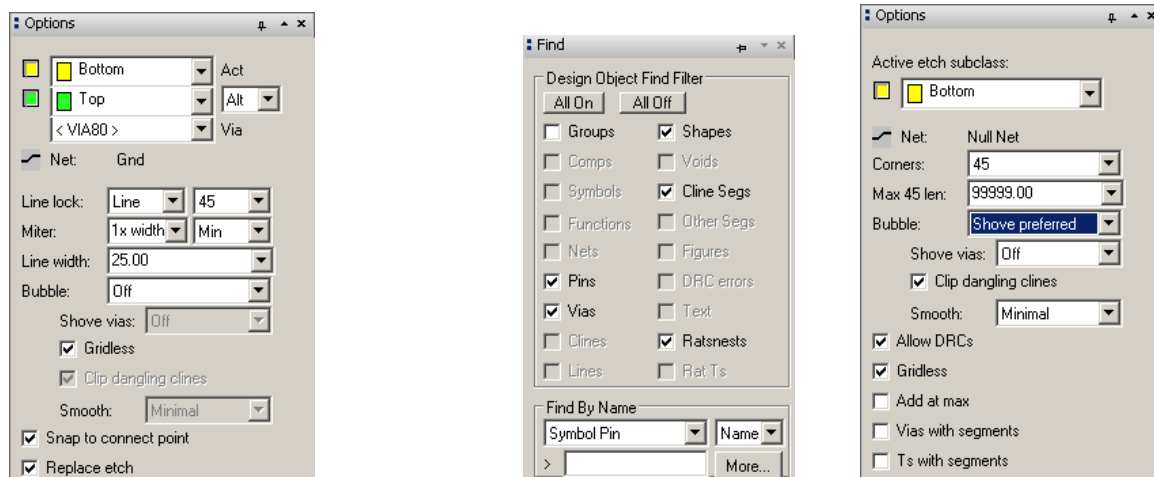 Options
Bottom Act
Top Alt
< VIA80 > Via
Net: Gnd
Line lock: Line 45
Miter: 1x width Min
Line width: 25.00
Bubble: Off
Shove vias: Off
Gridless
Clip dangling clines
Smooth: Minimal
Snap to connect point
Replace etch
Find
Design Object Find Filter
All On All Off
Groups Shapes
Comps Voids
Symbols Cline Segs
Functions Other Segs
Nets Figures
Pins DRC errors
Vias Text
Clines Ratsnests
Lines Rat Ts
Find By Name
Symbol Pin Name
> More...
Options
Active etch subclass:
Bottom
Net: Null Net
Corners: 45
Max 45 len: 99999.00
Bubble: Shove preferred
Shove vias: Off
Clip dangling clines
Smooth: Minimal
Allow DRCs
Gridless
Add at max
Vias with segments
Ts with segments